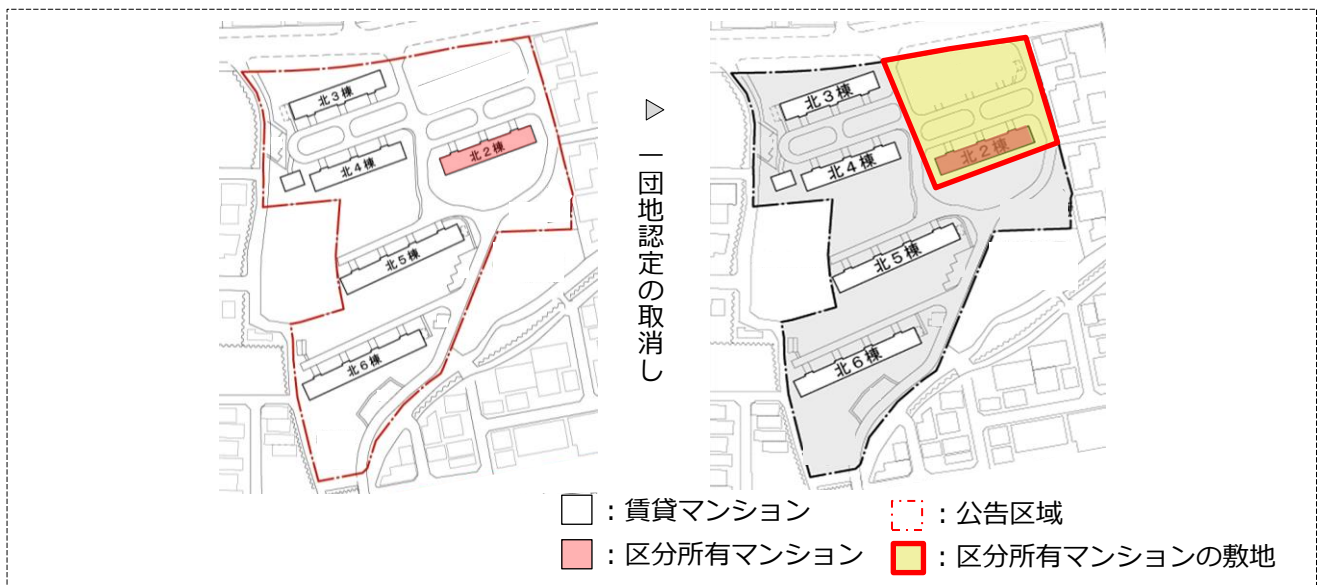 北3棟
北4棟
北2棟
北5棟
北6棟
▷
一団地認定の取消し
北3棟
北4棟
北2棟
北5棟
北6棟
：賃貸マンション
：公告区域
：区分所有マンション
：区分所有マンションの敷地